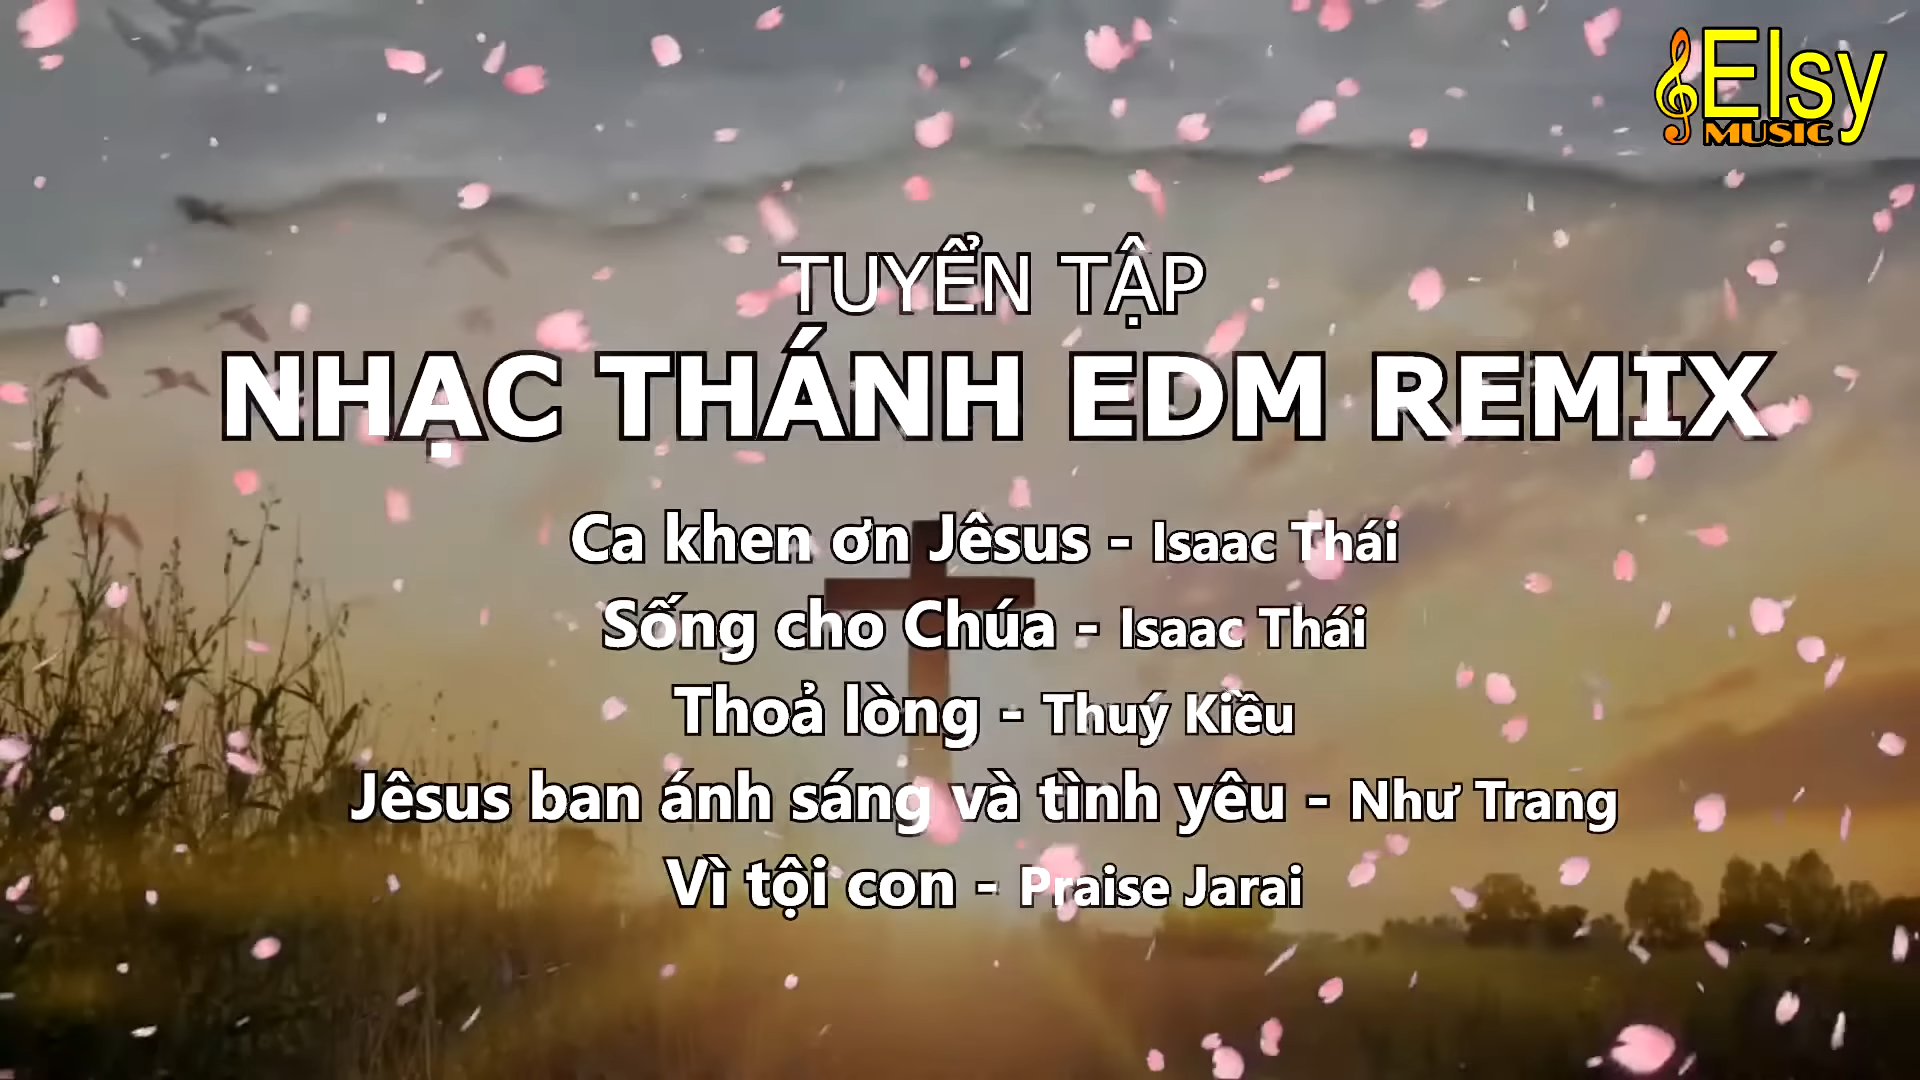 Elsy
MUSIC
TUYỂN TẬP
NHẠC THÁNH EDM REMIX
Ca khen ơn Jêsus - Isaac Thái
Sống cho Chúa - Isaac Thái
Thoả lòng - Thuý Kiều
Jêsus ban ánh sáng và tình yêu - Như Trang
Vì tội con - Praise Jarai